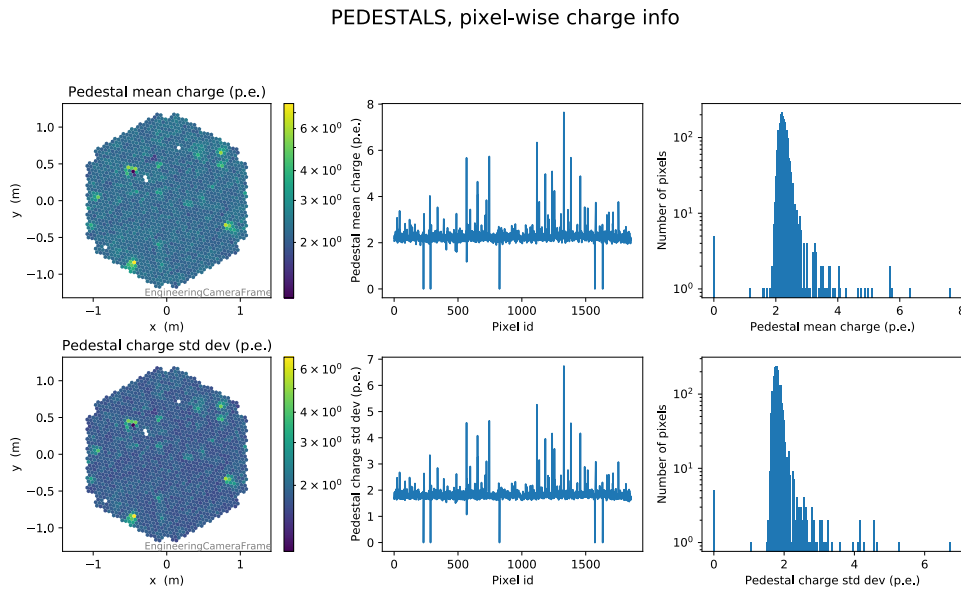 PEDESTALS, pixel-wise charge info
Pedestal mean charge (p.e.)
1.0
0.5
0.0
−0.5
−1.0
y (m)
−1
0
1
x (m)
EngineeringCameraFrame
6 × 10⁰
4 × 10⁰
3 × 10⁰
2 × 10⁰
Pedestal mean charge (p.e.)
8
6
4
2
0
0
500
1000
1500
Pixel id
Number of pixels
10²
10¹
10⁰
0
2
4
6
8
Pedestal mean charge (p.e.)
Pedestal charge std dev (p.e.)
1.0
0.5
0.0
−0.5
−1.0
y (m)
−1
0
1
x (m)
EngineeringCameraFrame
6 × 10⁰
4 × 10⁰
3 × 10⁰
2 × 10⁰
Pedestal charge std dev (p.e.)
7
6
5
4
3
2
1
0
0
500
1000
1500
Pixel id
Number of pixels
10²
10¹
10⁰
0
2
4
6
Pedestal charge std dev (p.e.)